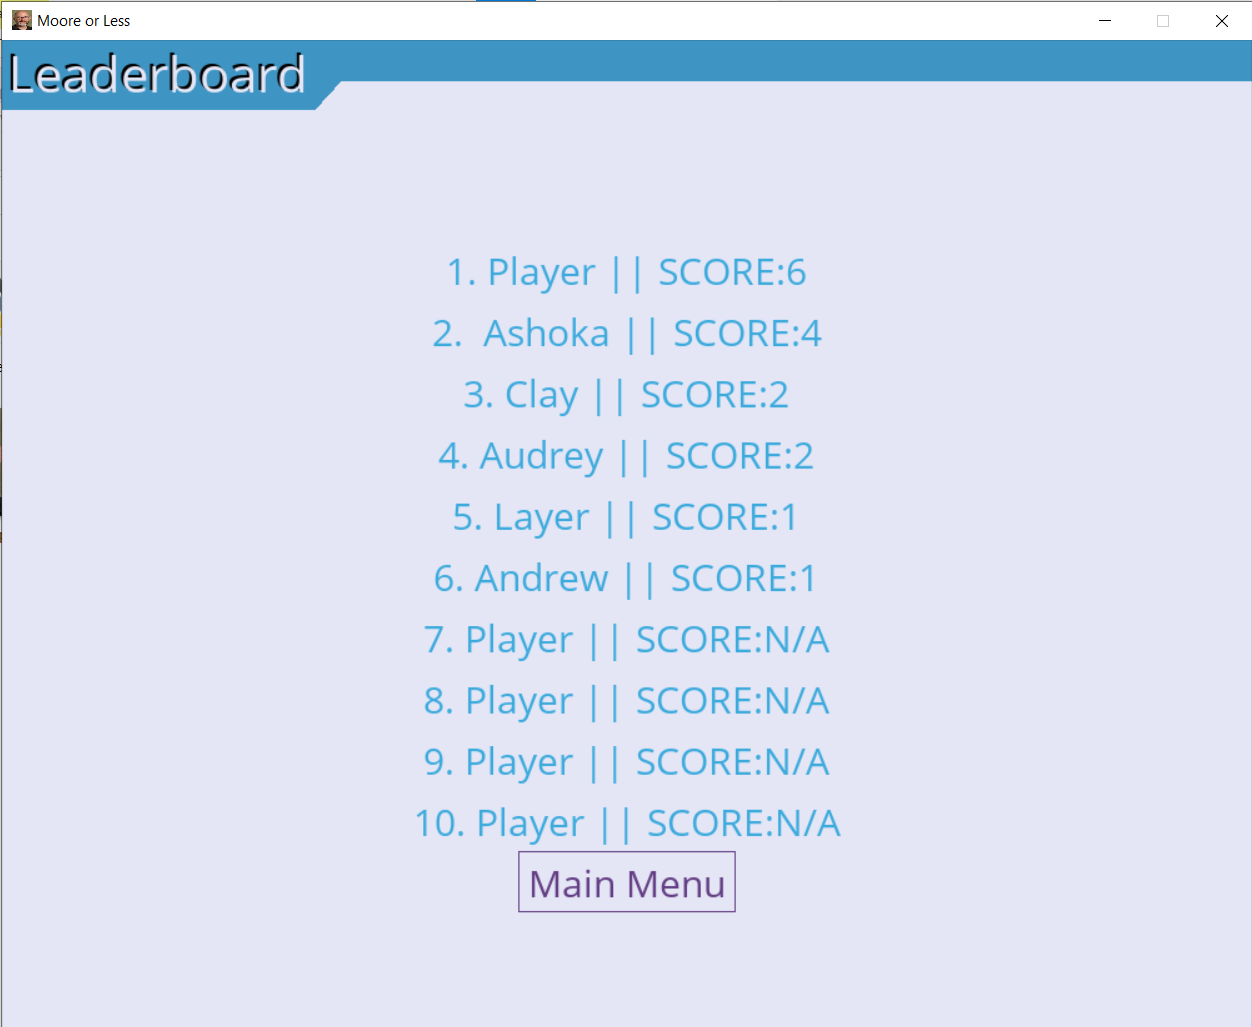 Moore or Less
Leaderboard
1. Player || SCORE:6
2.  Ashoka || SCORE:4
3. Clay || SCORE:2
4. Audrey || SCORE:2
5. Layer || SCORE:1
6. Andrew || SCORE:1
7. Player || SCORE:N/A
8. Player || SCORE:N/A
9. Player || SCORE:N/A
10. Player || SCORE:N/A
Main Menu